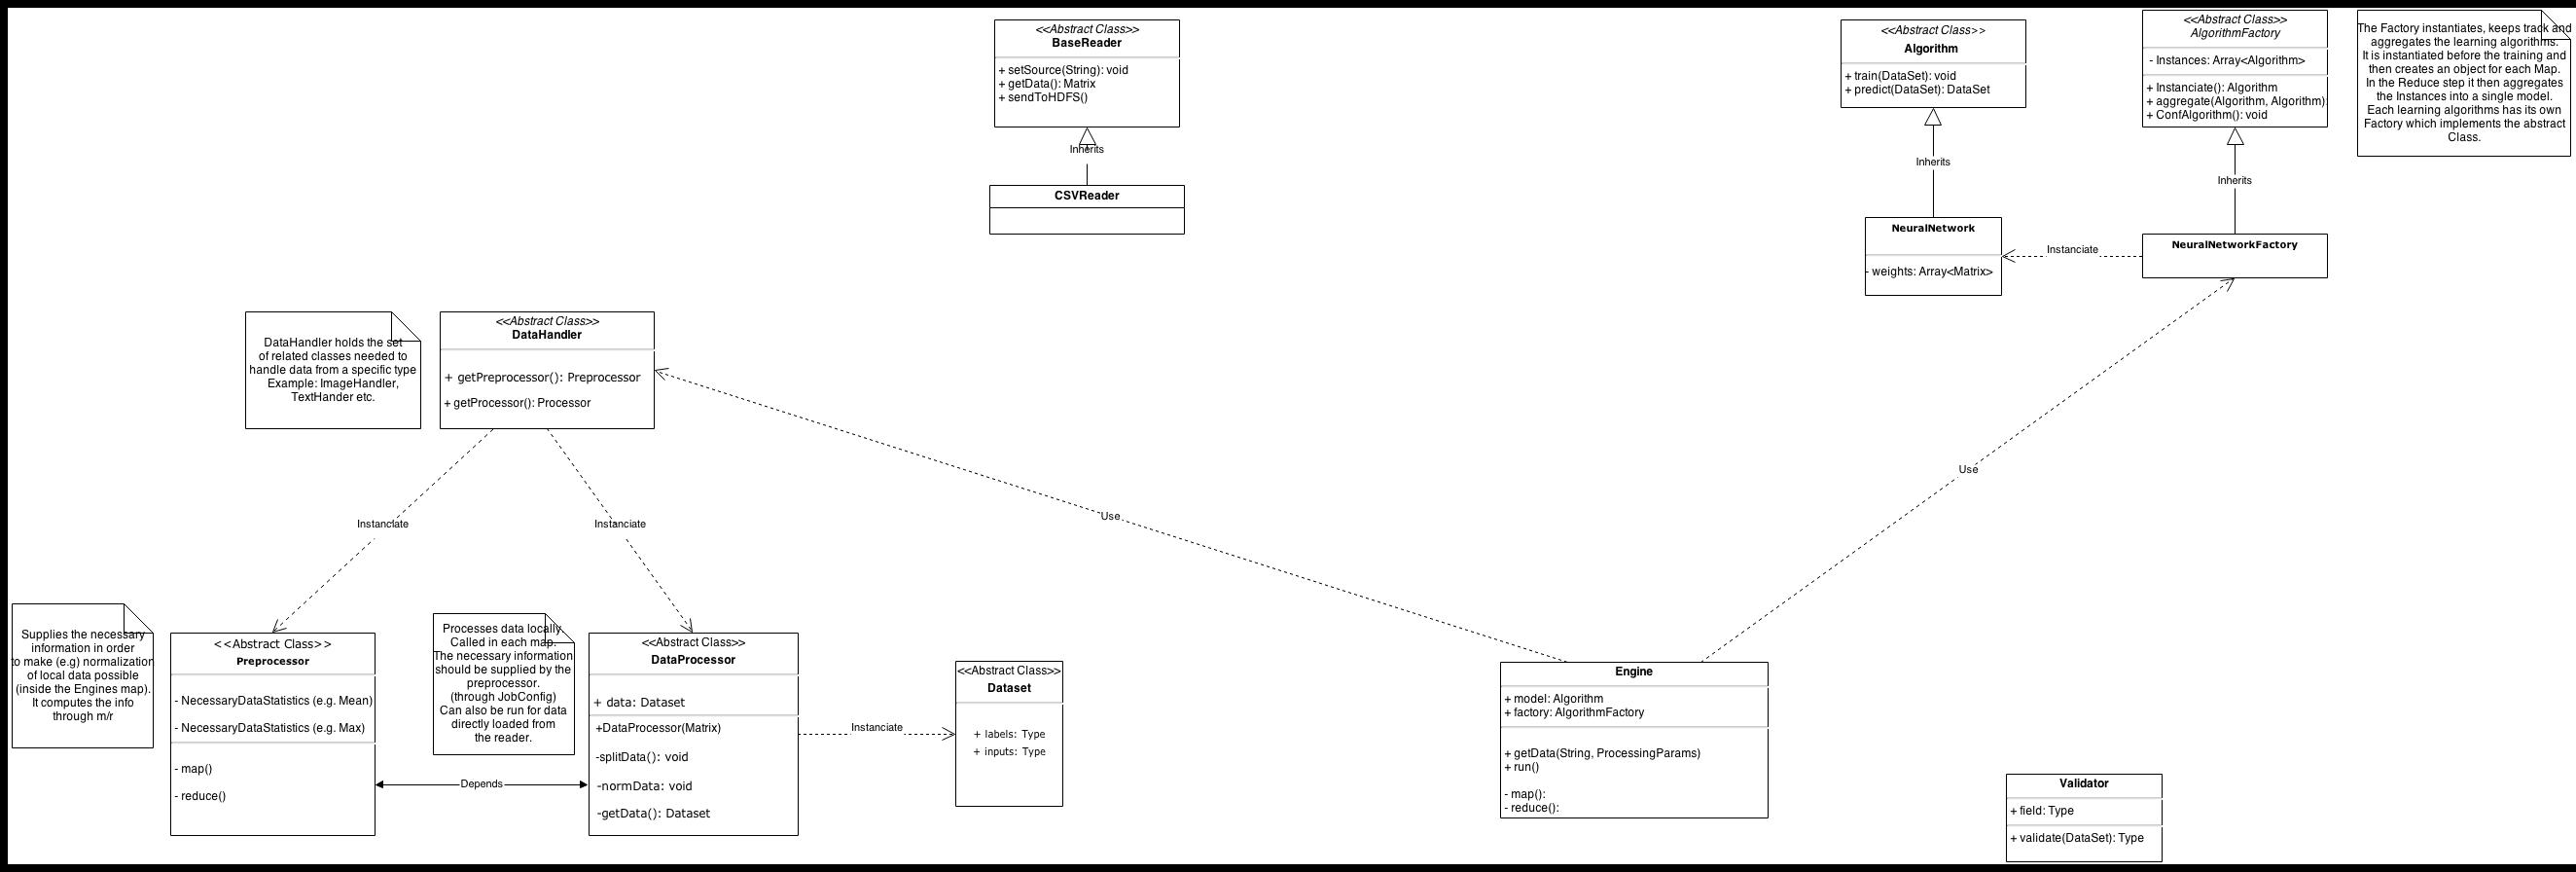 <<Abstract Class>>
BaseReader
+ setSource(String): void
+ getData(): Matrix
+ sendToHDFS()
Inherits
CSVReader
<<Abstract Class>>
Algorithm
+ train(DataSet): void
+ predict(DataSet): DataSet
Inherits
NeuralNetwork
- weights: Array<Matrix>
Instanciate
<<Abstract Class>>
AlgorithmFactory
- Instances: Array<Algorithm>
+ Instanciate(): Algorithm
+ aggregate(Algorithm, Algorithm)
+ ConfAlgorithm(): void
Inherits
NeuralNetworkFactory
The Factory instantiates, keeps track and
aggregates the learning algorithms.
It is instantiated before the training and
then creates an object for each Map.
In the Reduce step it then aggregates
the Instances into a single model.
Each learning algorithms has its own
Factory which implements the abstract
Class.
DataHandler holds the set
of related classes needed to
handle data from a specific type
Example: ImageHandler,
TextHander etc.
<<Abstract Class>>
DataHandler
+ getPreprocessor(): Preprocessor
+ getProcessor(): Processor
Instanciate
Instanciate
Use
Use
Supplies the necessary
information in order
to make (e.g) normalization
of local data possible
(inside the Engines map).
It computes the info
through m/r
<<Abstract Class>>
Preprocessor
- NecessaryDataStatistics (e.g. Mean)
- NecessaryDataStatistics (e.g. Max)
- map()
- reduce()
Depends
Processes data locally
Called in each map.
The necessary information
should be supplied by the
preprocessor.
(through JobConfig)
Can also be run for data
directly loaded from
the reader.
<<Abstract Class>>
DataProcessor
+ data: Dataset
+DataProcessor(Matrix)
-splitData(): void
-normData: void
-getData(): Dataset
Instanciate
<<Abstract Class>>
Dataset
+ labels: Type
+ inputs: Type
Engine
+ model: Algorithm
+ factory: AlgorithmFactory
+ getData(String, ProcessingParams)
+ run()
- map():
- reduce():
Validator
+ field: Type
+ validate(DataSet): Type